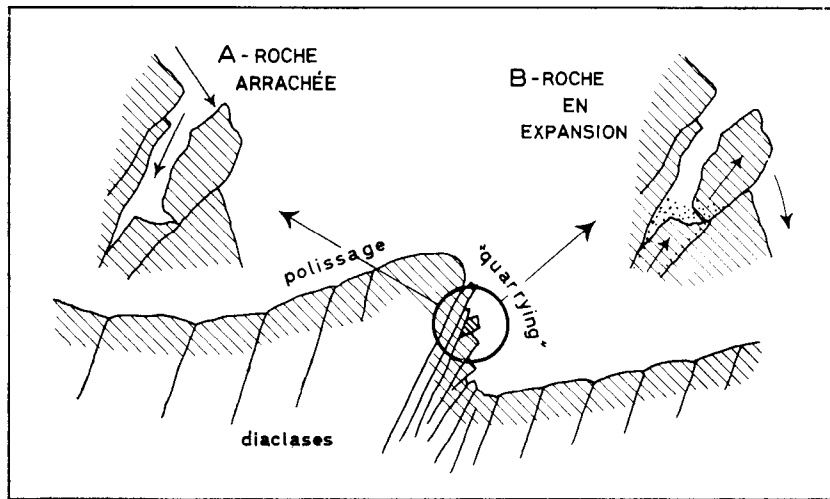 A - ROCHE
ARRACHÉE
B - ROCHE
EN
EXPANSION
polissage
"quarrying"
diaclases